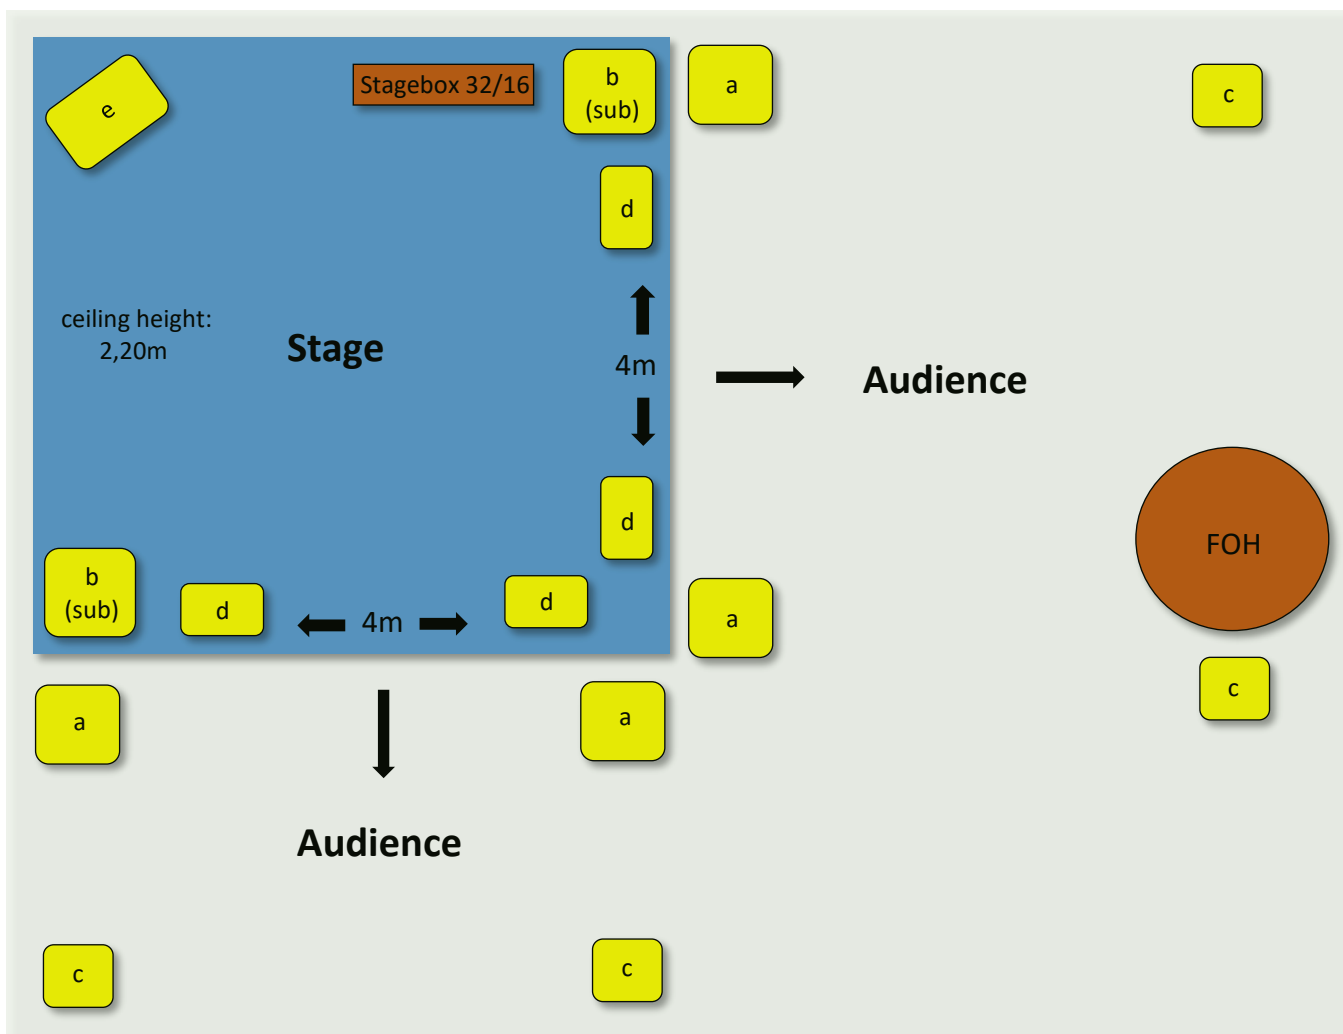 e
Stagebox 32/16
b
(sub)
a
c
d
ceiling height:
2,20m
Stage
4m
Audience
d
FOH
b
(sub)
d
4m
d
a
c
a
a
Audience
c
c